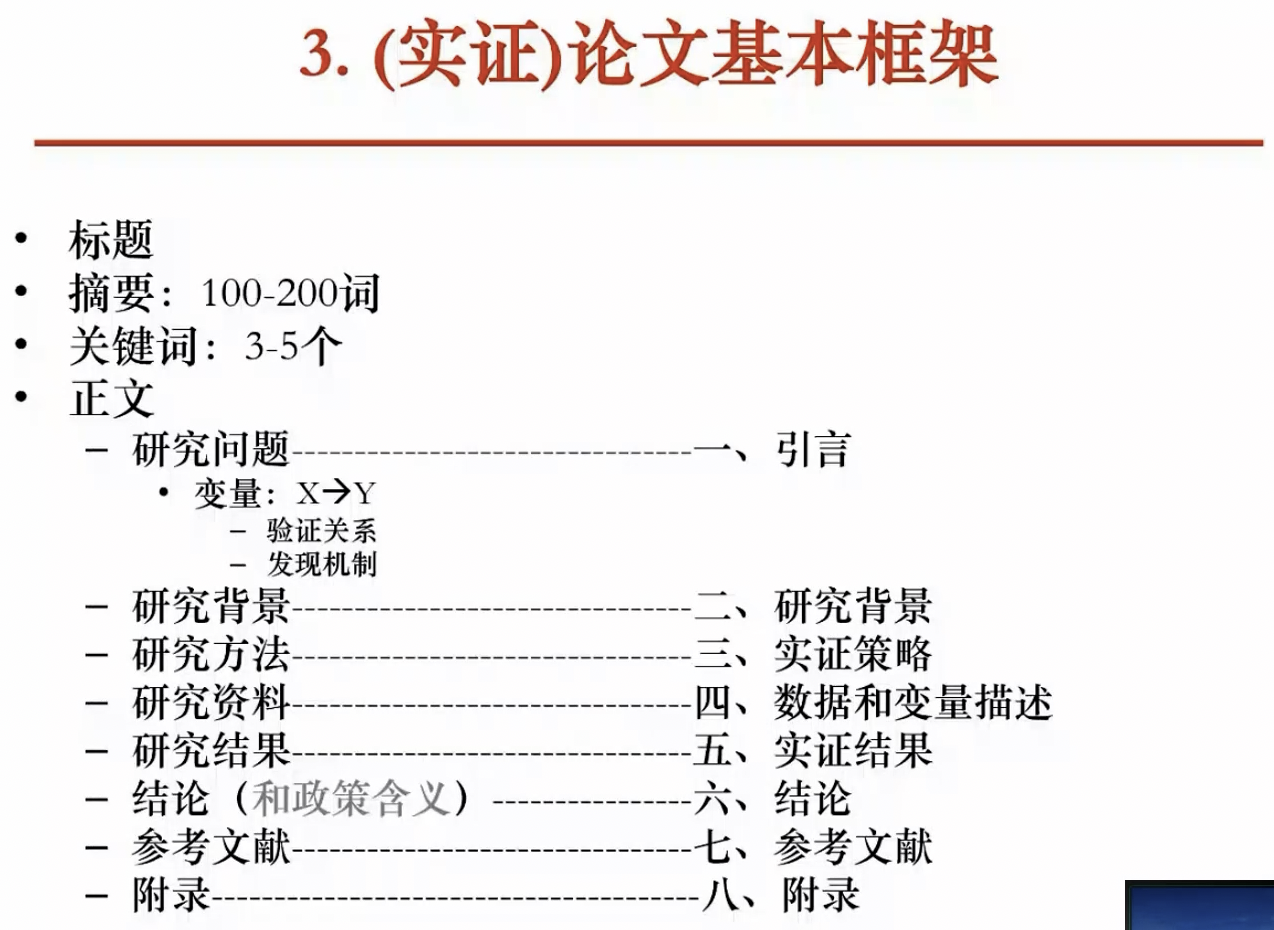 3. (实证)论文基本框架
• 标题
• 摘要：100-200词
• 关键词：3-5个
• 正文
– 研究问题--------------------------------一、引言
• 变量：X→Y
– 验证关系
– 发现机制
– 研究背景--------------------------------二、研究背景
– 研究方法--------------------------------三、实证策略
– 研究资料--------------------------------四、数据和变量描述
– 研究结果--------------------------------五、实证结果
– 结论（和政策含义）----------------六、结论
– 参考文献--------------------------------七、参考文献
– 附录---------------------------------------八、附录